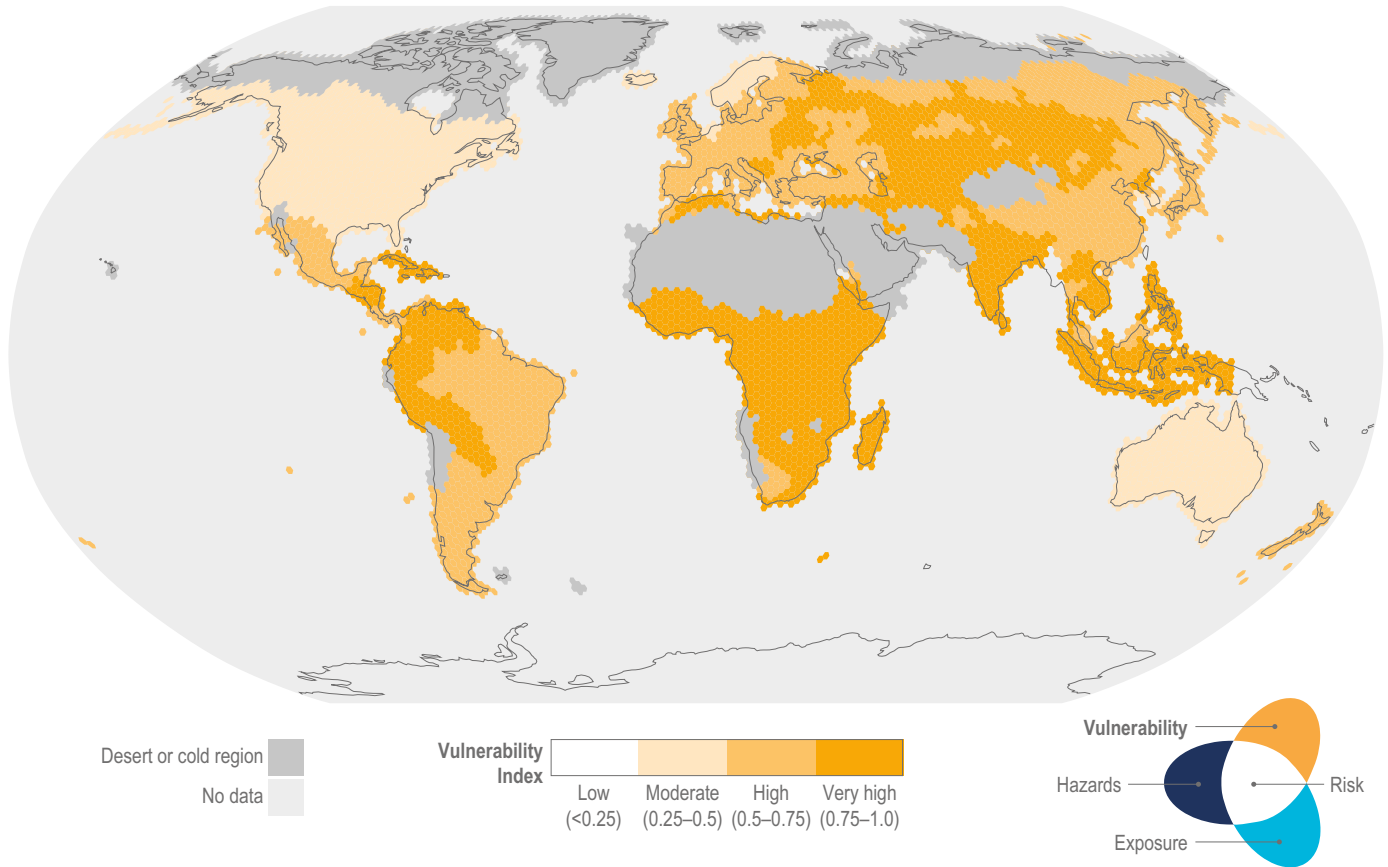 Desert or cold region
No data
Vulnerability
Index
Low
(<0.25)
Moderate
(0.25–0.5)
High
(0.5–0.75)
Very high
(0.75–1.0)
Vulnerability
Hazards
Risk
Exposure